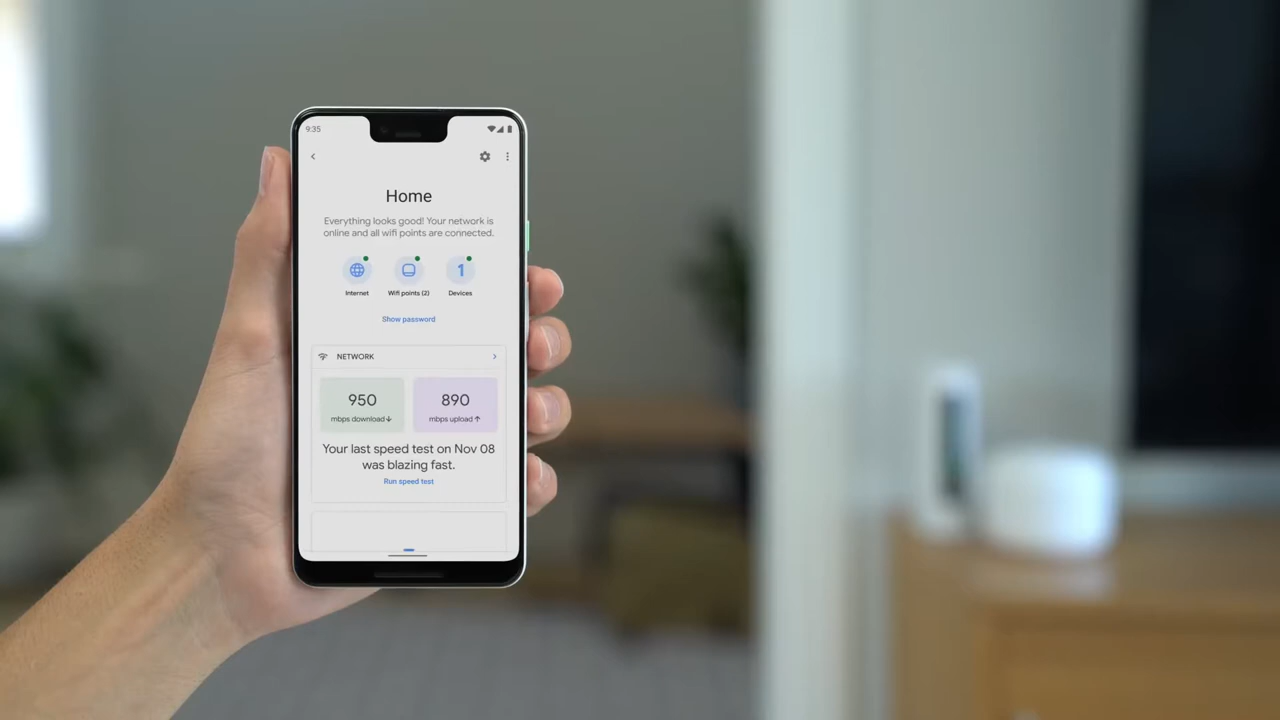 9:35
Home
Everything looks good! Your network is
online and all wifi points are connected.
1
Internet
Wifi points (2)
Devices
Show password
NETWORK
950
890
mbps download↓
mbps upload↑
Your last speed test on Nov 08
was blazing fast.
Run speed test